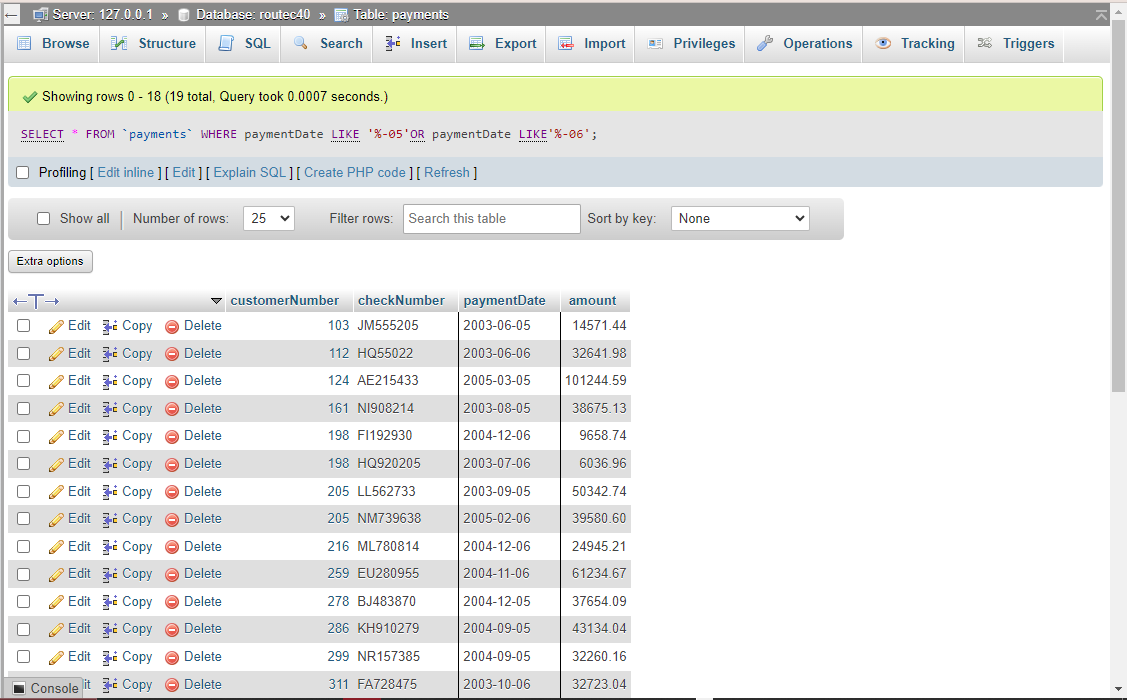 Server: 127.0.0.1 » Database: routec40 » Table: payments
Browse Structure SQL Search Insert Export Import Privileges Operations Tracking Triggers
Showing rows 0 - 18 (19 total, Query took 0.0007 seconds.)
SELECT * FROM `payments` WHERE paymentDate LIKE '%-05'OR paymentDate LIKE'%-06';
Profiling [ Edit inline ] [ Edit ] [ Explain SQL ] [ Create PHP code ] [ Refresh ]
Show all Number of rows: 25 Filter rows: Search this table Sort by key: None
Extra options
←T→ customerNumber checkNumber paymentDate amount
Edit Copy Delete 103 JM555205 2003-06-05 14571.44
Edit Copy Delete 112 HQ55022 2003-06-06 32641.98
Edit Copy Delete 124 AE215433 2005-03-05 101244.59
Edit Copy Delete 161 NI908214 2003-08-05 38675.13
Edit Copy Delete 198 FI192930 2004-12-06 9658.74
Edit Copy Delete 198 HQ920205 2003-07-06 6036.96
Edit Copy Delete 205 LL562733 2003-09-05 50342.74
Edit Copy Delete 205 NM739638 2005-02-06 39580.60
Edit Copy Delete 216 ML780814 2004-12-06 24945.21
Edit Copy Delete 259 EU280955 2004-11-06 61234.67
Edit Copy Delete 278 BJ483870 2004-12-05 37654.09
Edit Copy Delete 286 KH910279 2004-09-05 43134.04
Edit Copy Delete 299 NR157385 2004-09-05 32260.16
Console it Copy Delete 311 FA728475 2003-10-06 32723.04